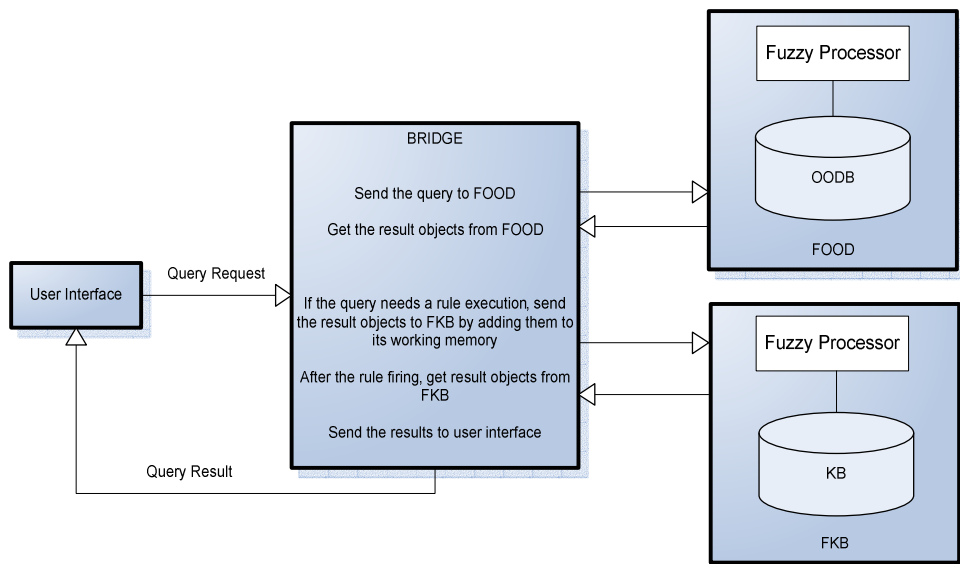 Fuzzy Processor
OODB
FOOD
BRIDGE
Send the query to FOOD
Get the result objects from FOOD
If the query needs a rule execution, send
the result objects to FKB by adding them to
its working memory
After the rule firing, get result objects from
FKB
Send the results to user interface
Query Request
User Interface
Query Result
Fuzzy Processor
KB
FKB